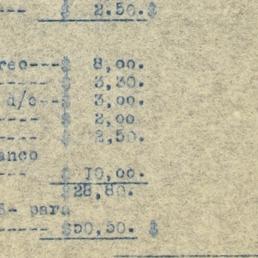 --- $ 2.50. $
reo---$ 8,00.
-----$ 3,30.
d/c--$ 3,00.
-----$ 2,00
-----$ 2,50.
anco
---- $ 10,00.
$28,80.
- para
$50,50. $